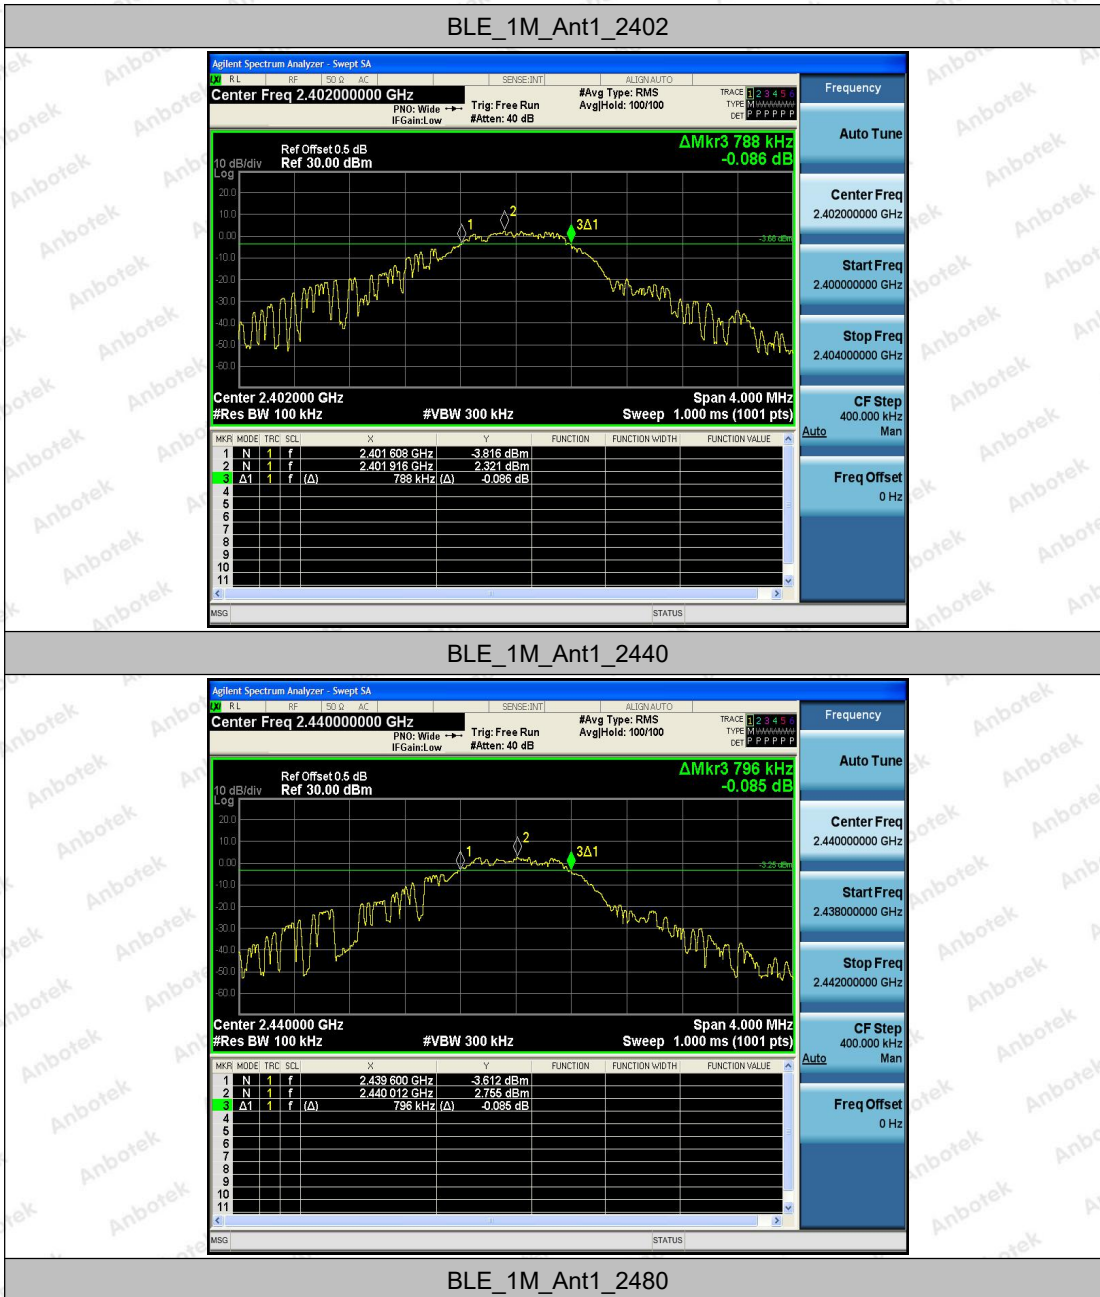 BLE_1M_Ant1_2402
Agilent Spectrum Analyzer - Swept SA
LXI RL RF 50 Ω AC SENSE:INT ALIGNAUTO
Center Freq 2.402000000 GHz
PNO: Wide
IFGain:Low
Trig: Free Run
#Atten: 40 dB
#Avg Type: RMS
Avg|Hold: 100/100
TRACE 1 2 3 4 5 6
TYPE M
DET P P P P P P
Ref Offset 0.5 dB
10 dB/div Ref 30.00 dBm
Log
ΔMkr3 788 kHz
-0.086 dB
20.0
10.0
0.00
-10.0
-20.0
-30.0
-40.0
-50.0
-60.0
1
2
3Δ1
-3.68 dBm
Center 2.402000 GHz Span 4.000 MHz
#Res BW 100 kHz #VBW 300 kHz Sweep 1.000 ms (1001 pts)
MKR MODE TRC SCL X Y FUNCTION FUNCTION WIDTH FUNCTION VALUE
1 N 1 f 2.401 608 GHz -3.816 dBm
2 N 1 f 2.401 916 GHz 2.321 dBm
3 Δ1 1 f (Δ) 788 kHz (Δ) -0.086 dB
4
5
6
7
8
9
10
11
MSG STATUS
Frequency
Auto Tune
Center Freq
2.402000000 GHz
Start Freq
2.400000000 GHz
Stop Freq
2.404000000 GHz
CF Step
400.000 kHz
Auto Man
Freq Offset
0 Hz
BLE_1M_Ant1_2440
Agilent Spectrum Analyzer - Swept SA
LXI RL RF 50 Ω AC SENSE:INT ALIGNAUTO
Center Freq 2.440000000 GHz
PNO: Wide
IFGain:Low
Trig: Free Run
#Atten: 40 dB
#Avg Type: RMS
Avg|Hold: 100/100
TRACE 1 2 3 4 5 6
TYPE M
DET P P P P P P
Ref Offset 0.5 dB
10 dB/div Ref 30.00 dBm
Log
ΔMkr3 796 kHz
-0.085 dB
20.0
10.0
0.00
-10.0
-20.0
-30.0
-40.0
-50.0
-60.0
1
2
3Δ1
-3.25 dBm
Center 2.440000 GHz Span 4.000 MHz
#Res BW 100 kHz #VBW 300 kHz Sweep 1.000 ms (1001 pts)
MKR MODE TRC SCL X Y FUNCTION FUNCTION WIDTH FUNCTION VALUE
1 N 1 f 2.439 600 GHz -3.612 dBm
2 N 1 f 2.440 012 GHz 2.755 dBm
3 Δ1 1 f (Δ) 796 kHz (Δ) -0.085 dB
4
5
6
7
8
9
10
11
MSG STATUS
Frequency
Auto Tune
Center Freq
2.440000000 GHz
Start Freq
2.438000000 GHz
Stop Freq
2.442000000 GHz
CF Step
400.000 kHz
Auto Man
Freq Offset
0 Hz
BLE_1M_Ant1_2480